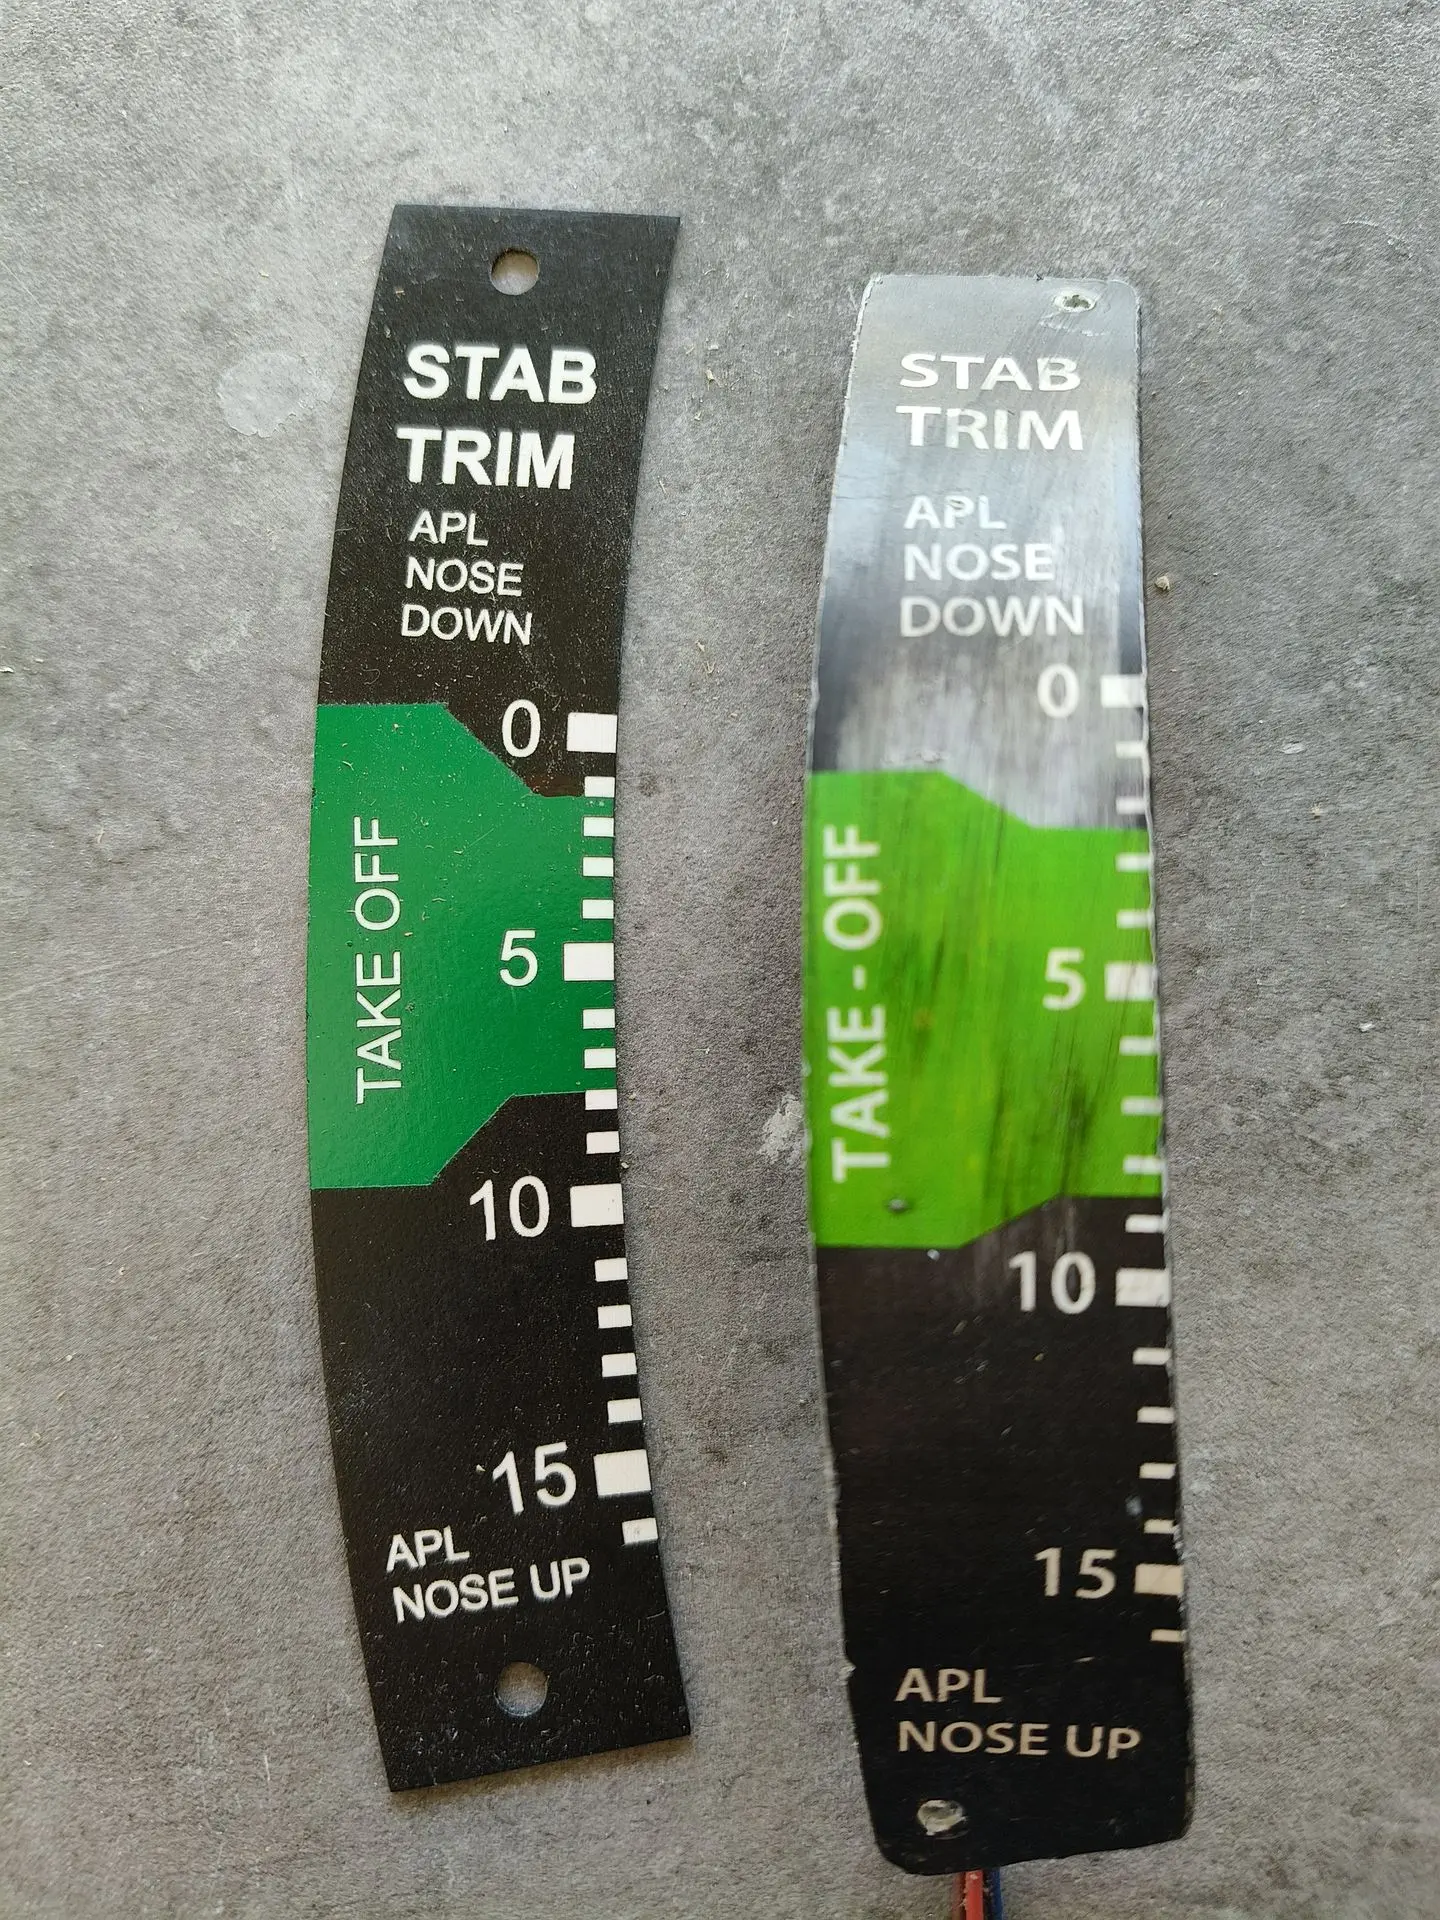 STAB
TRIM
APL
NOSE
DOWN
0
TAKE OFF
5
10
15
APL
NOSE UP
STAB
TRIM
APL
NOSE
DOWN
0
TAKE - OFF
5
10
15
APL
NOSE UP